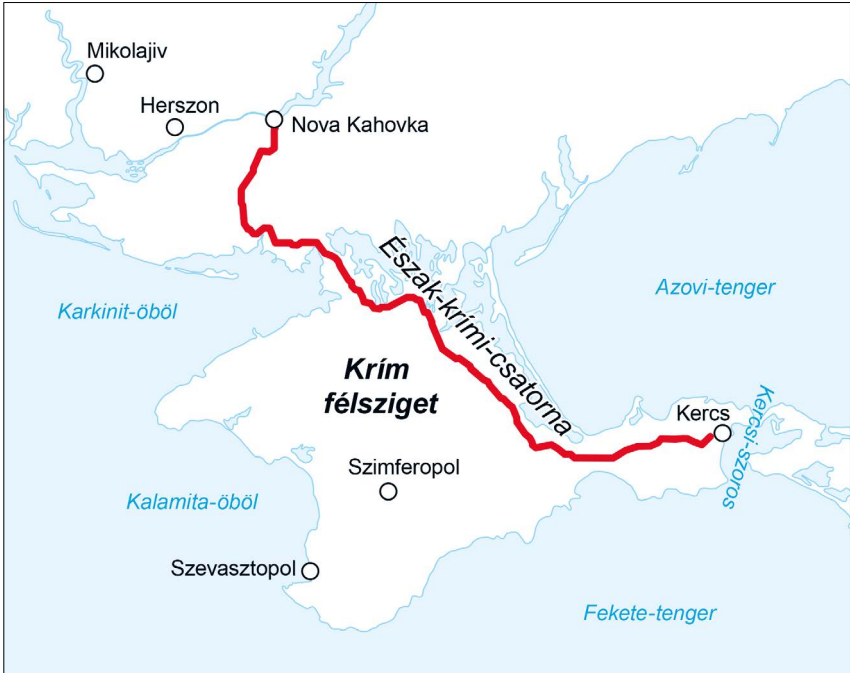 Mikolajiv
Herszon
Nova Kahovka
Észak-krími-csatorna
Azovi-tenger
Karkinit-öböl
Krím
félsziget
Kercs
Kercsi-szoros
Szimferopol
Kalamita-öböl
Szevasztopol
Fekete-tenger